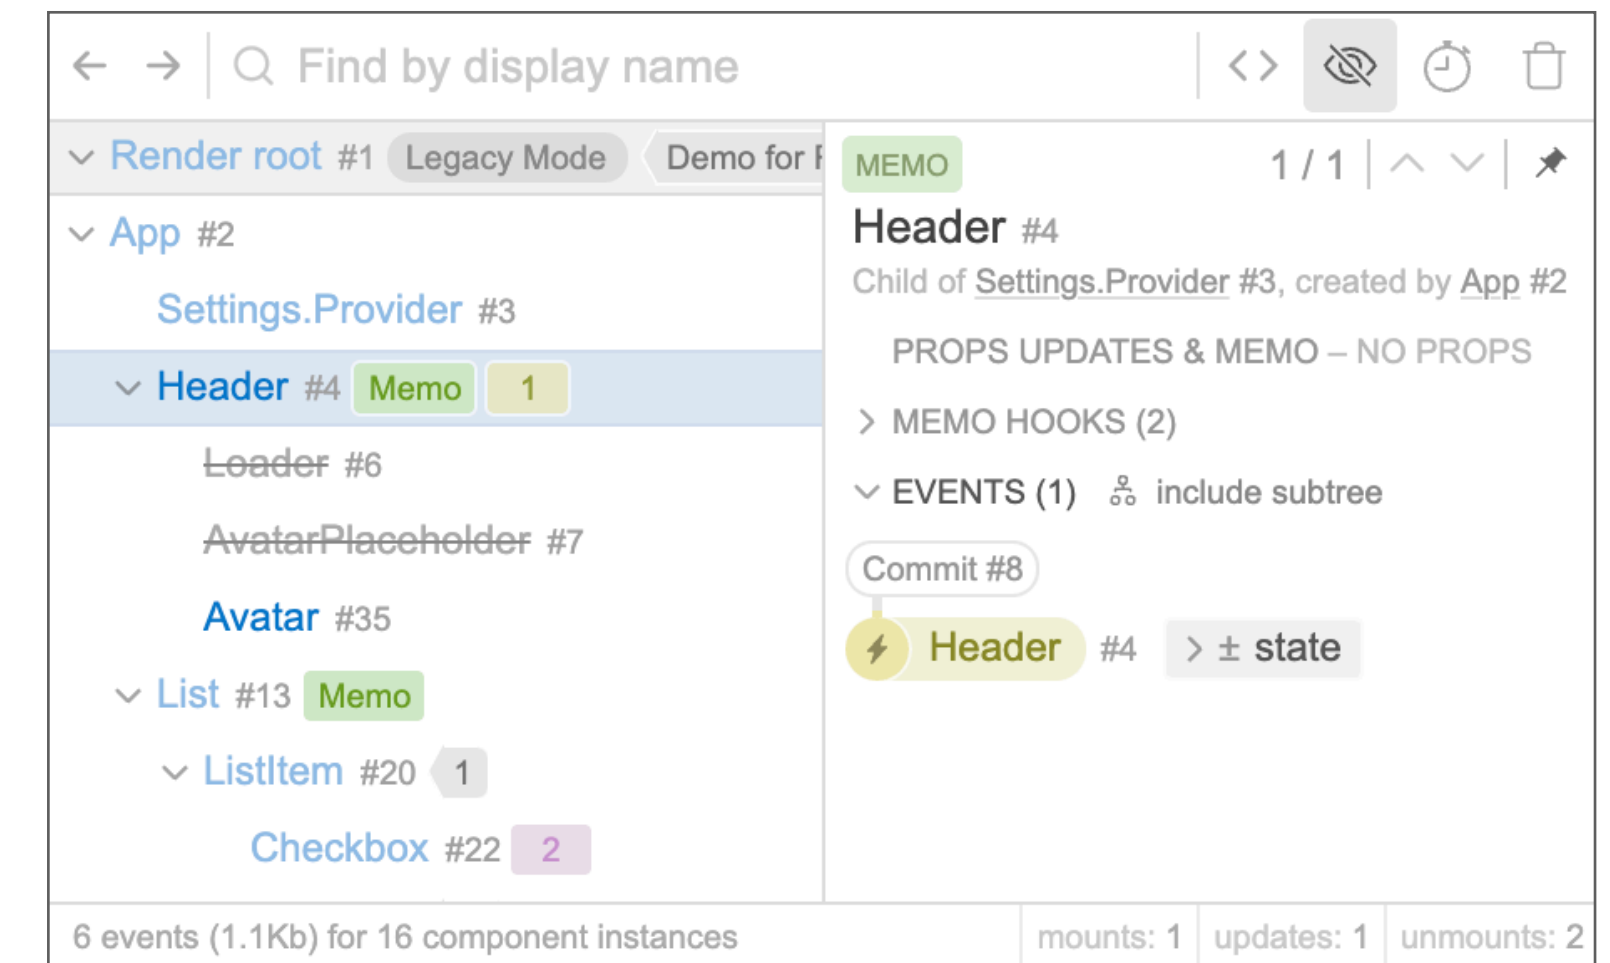 Find by display name
Render root #1 Legacy Mode Demo for
App #2
Settings.Provider #3
Header #4 Memo 1
Loader #6
AvatarPlaceholder #7
Avatar #35
List #13 Memo
ListItem #20 1
Checkbox #22 2
MEMO 1 / 1
Header #4
Child of Settings.Provider #3, created by App #2
PROPS UPDATES & MEMO – NO PROPS
MEMO HOOKS (2)
EVENTS (1) include subtree
Commit #8
Header #4 ± state
6 events (1.1Kb) for 16 component instances mounts: 1 updates: 1 unmounts: 2